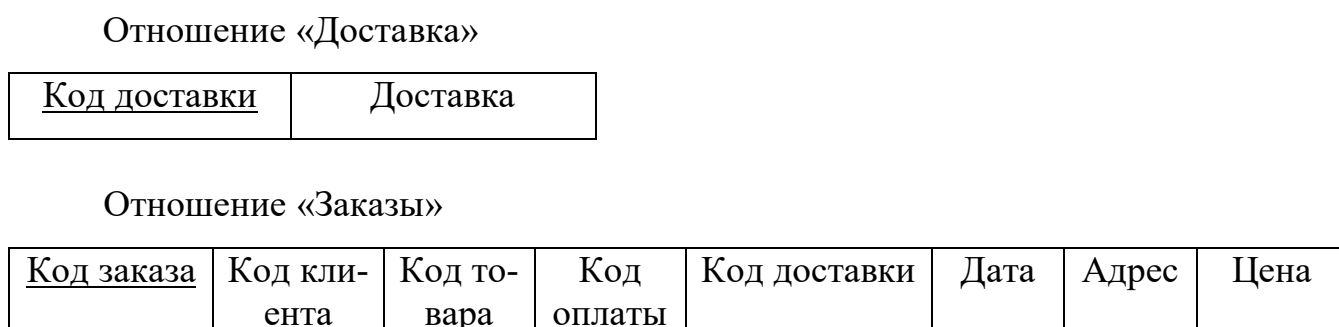 Отношение «Доставка»
Код доставки Доставка
Отношение «Заказы»
Код заказа Код кли- Код то- Код Код доставки Дата Адрес Цена
ента вара оплаты